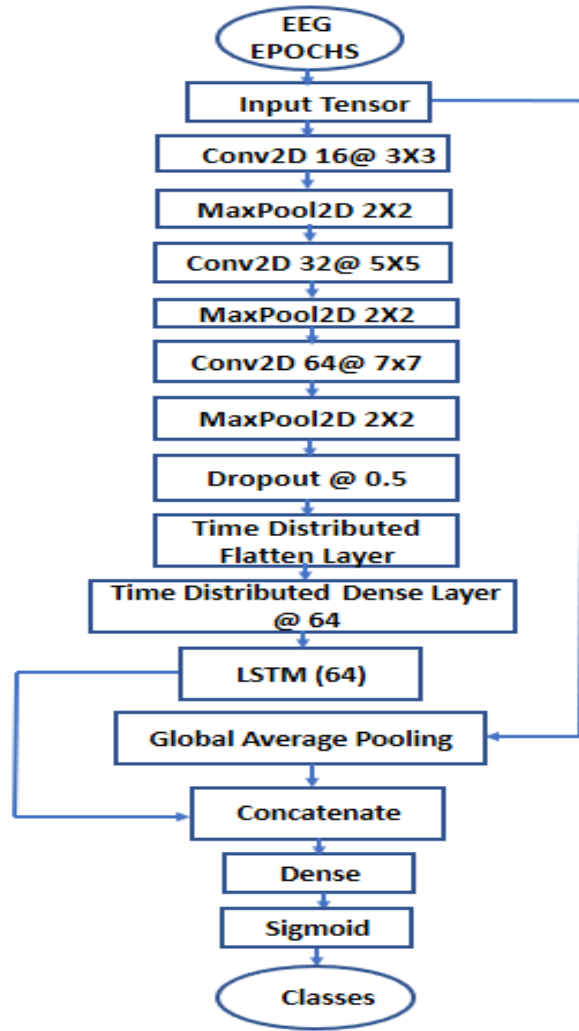 EEG
EPOCHS
Input Tensor
Conv2D 16@ 3X3
MaxPool2D 2X2
Conv2D 32@ 5X5
MaxPool2D 2X2
Conv2D 64@ 7x7
MaxPool2D 2X2
Dropout @ 0.5
Time Distributed
Flatten Layer
Time Distributed Dense Layer
@ 64
LSTM (64)
Global Average Pooling
Concatenate
Dense
Sigmoid
Classes